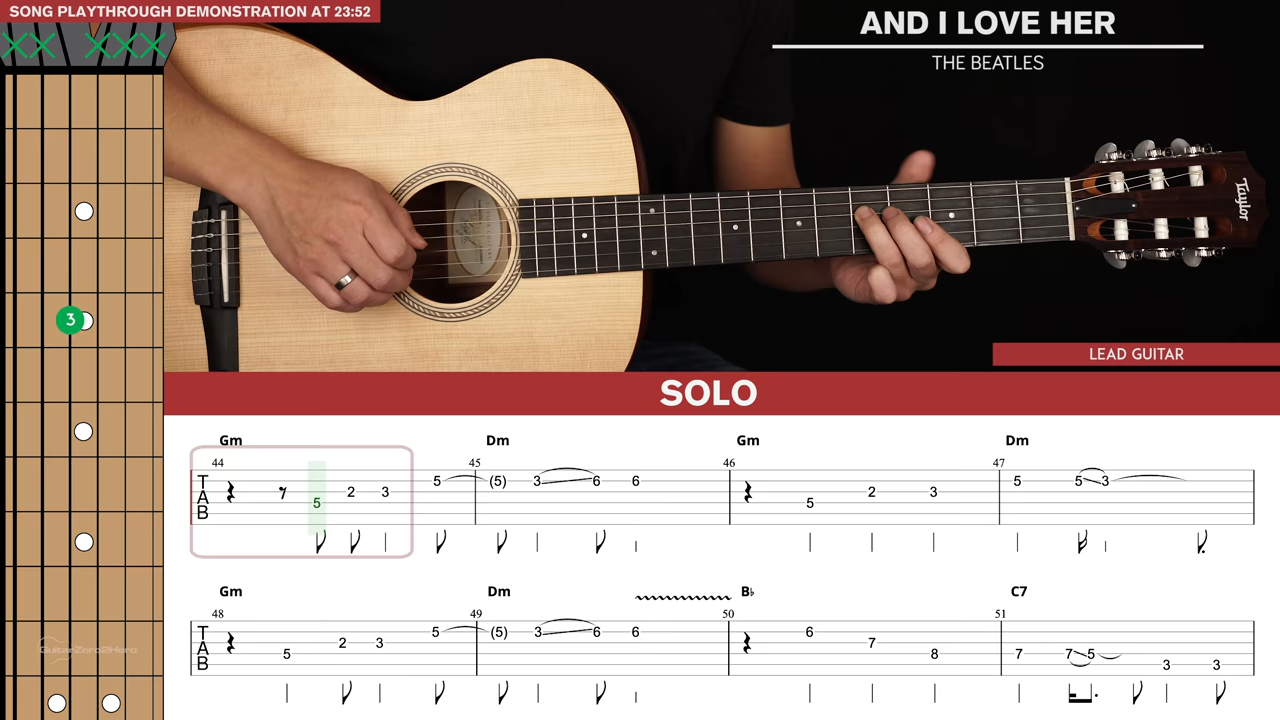 SONG PLAYTHROUGH DEMONSTRATION AT 23:52
AND I LOVE HER
THE BEATLES
Taylor
3
LEAD GUITAR
SOLO
Gm Dm Gm Dm
44 45 46 47
T
A
B
5 2 3 5 (5) 3 6 6 5 2 3 5 5 3
Gm Dm B♭ C7
48 49 50 51
T
A
B
5 2 3 5 (5) 3 6 6 6 7 8 7 7 5 3 3
GuitarZero2Hero